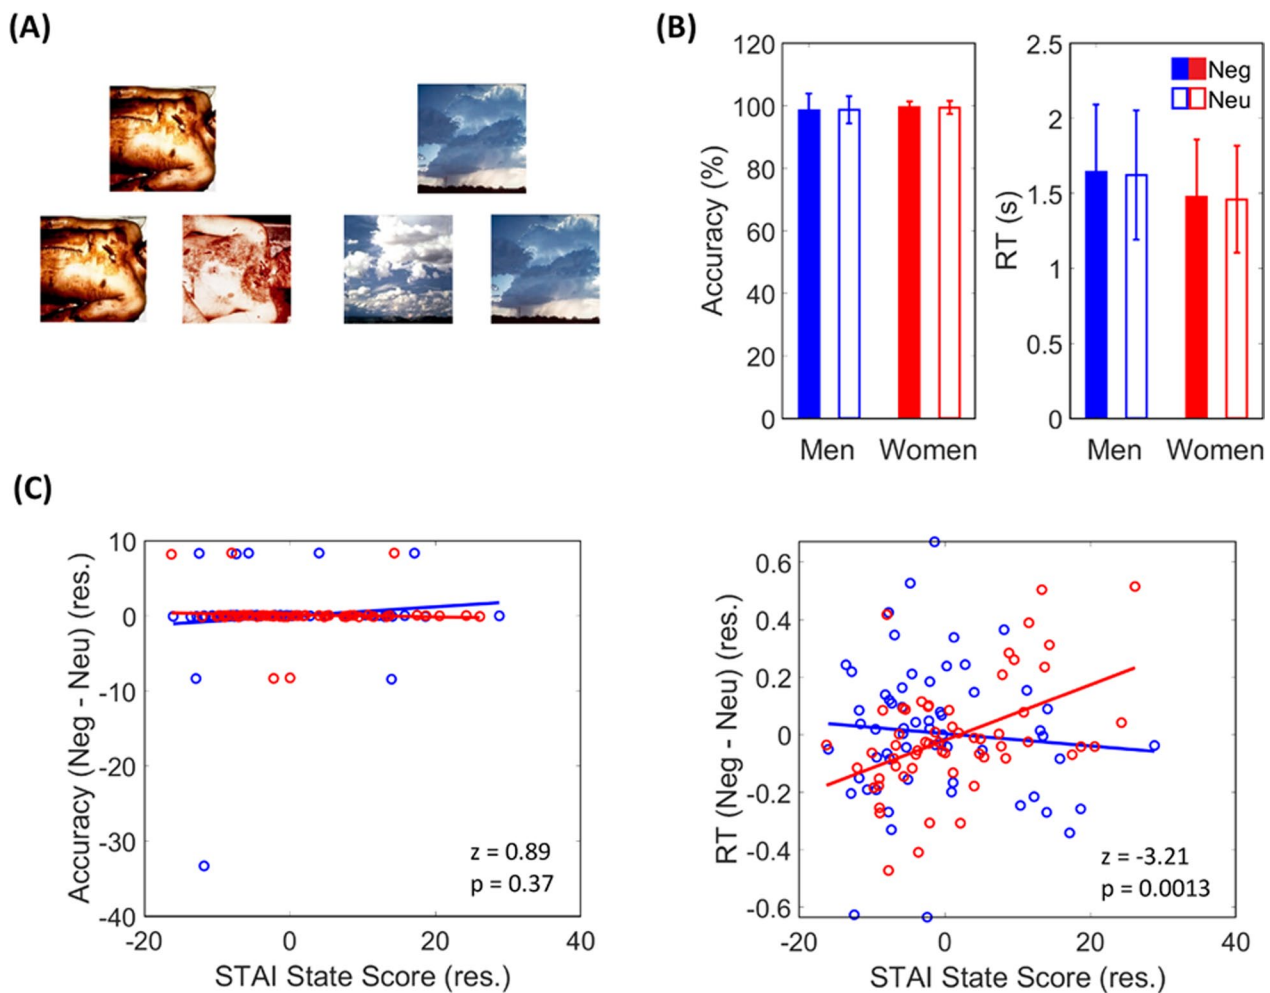 (A)
(B)
120
100
80
60
40
20
0
Accuracy (%)
Men Women
2.5
2
1.5
1
0.5
0
RT (s)
Neg
Neu
Men Women
(C)
10
0
-10
-20
-30
-40
Accuracy (Neg - Neu) (res.)
z = 0.89
p = 0.37
-20 0 20 40
STAI State Score (res.)
0.6
0.4
0.2
0
-0.2
-0.4
-0.6
RT (Neg - Neu) (res.)
z = -3.21
p = 0.0013
-20 0 20 40
STAI State Score (res.)